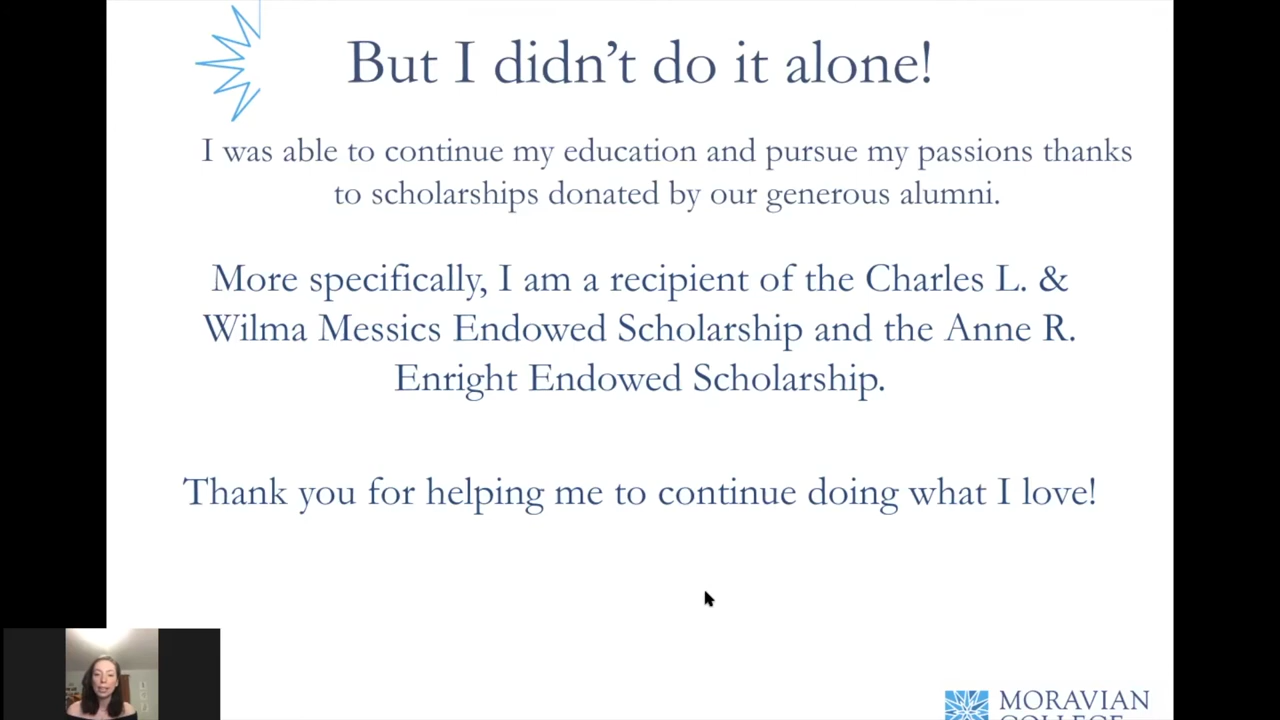 But I didn't do it alone!
I was able to continue my education and pursue my passions thanks
to scholarships donated by our generous alumni.
More specifically, I am a recipient of the Charles L. &
Wilma Messics Endowed Scholarship and the Anne R.
Enright Endowed Scholarship.
Thank you for helping me to continue doing what I love!
MORAVIAN
COLLEGE